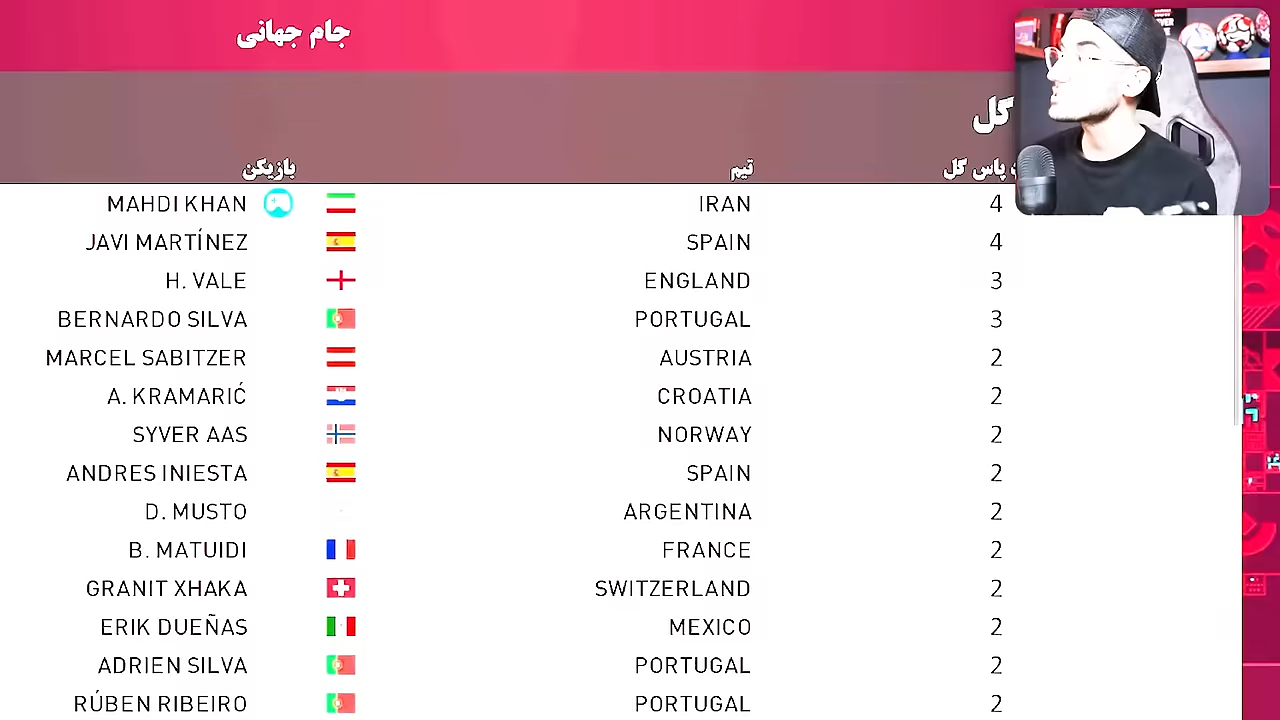 جام جهانی
گل
بازیکن تیم پاس گل
MAHDI KHAN IRAN 4
JAVI MARTÍNEZ SPAIN 4
H. VALE ENGLAND 3
BERNARDO SILVA PORTUGAL 3
MARCEL SABITZER AUSTRIA 2
A. KRAMARIĆ CROATIA 2
SYVER AAS NORWAY 2
ANDRES INIESTA SPAIN 2
D. MUSTO ARGENTINA 2
B. MATUIDI FRANCE 2
GRANIT XHAKA SWITZERLAND 2
ERIK DUEÑAS MEXICO 2
ADRIEN SILVA PORTUGAL 2
RÚBEN RIBEIRO PORTUGAL 2